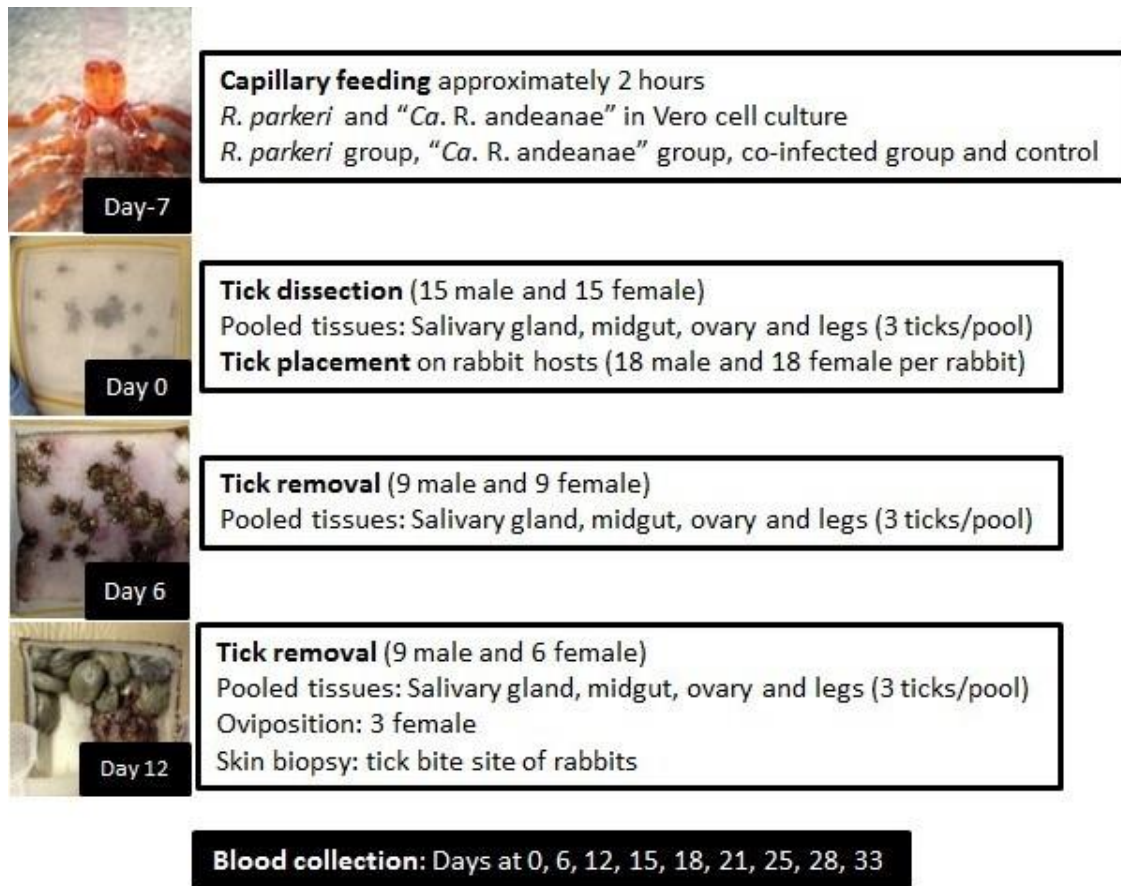 Capillary feeding approximately 2 hours
R. parkeri and “Ca. R. andeanae” in Vero cell culture
R. parkeri group, “Ca. R. andeanae” group, co-infected group and control
Day-7
Tick dissection (15 male and 15 female)
Pooled tissues: Salivary gland, midgut, ovary and legs (3 ticks/pool)
Tick placement on rabbit hosts (18 male and 18 female per rabbit)
Day 0
Tick removal (9 male and 9 female)
Pooled tissues: Salivary gland, midgut, ovary and legs (3 ticks/pool)
Day 6
Tick removal (9 male and 6 female)
Pooled tissues: Salivary gland, midgut, ovary and legs (3 ticks/pool)
Oviposition: 3 female
Skin biopsy: tick bite site of rabbits
Day 12
Blood collection: Days at 0, 6, 12, 15, 18, 21, 25, 28, 33